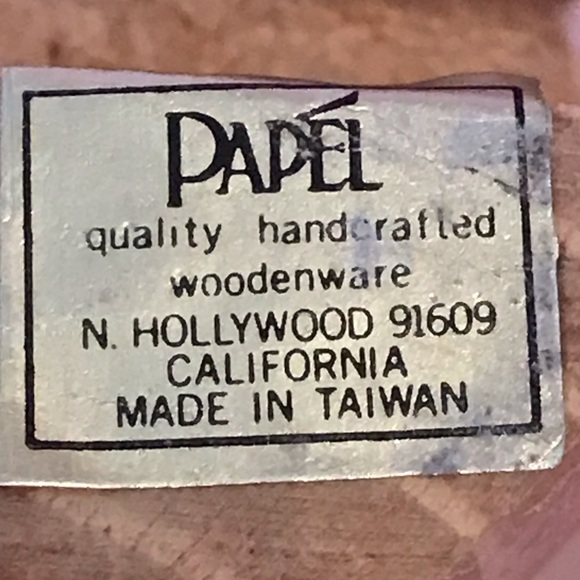 PAPÉL
quality handcrafted
woodenware
N. HOLLYWOOD 91609
CALIFORNIA
MADE IN TAIWAN